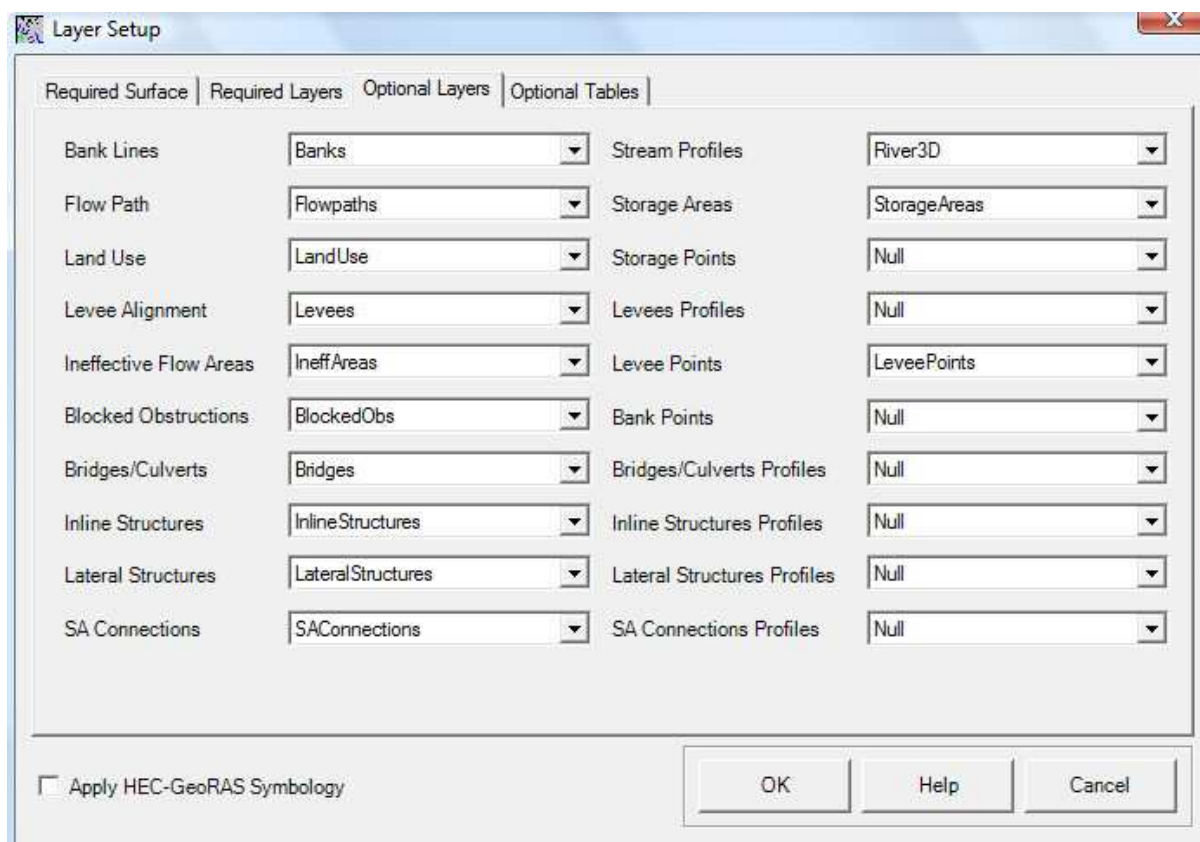 Layer Setup
X
Required Surface Required Layers Optional Layers Optional Tables
Bank Lines Banks Stream Profiles River3D
Flow Path Flowpaths Storage Areas StorageAreas
Land Use LandUse Storage Points Null
Levee Alignment Levees Levees Profiles Null
Ineffective Flow Areas IneffAreas Levee Points LeveePoints
Blocked Obstructions BlockedObs Bank Points Null
Bridges/Culverts Bridges Bridges/Culverts Profiles Null
Inline Structures InlineStructures Inline Structures Profiles Null
Lateral Structures LateralStructures Lateral Structures Profiles Null
SA Connections SAConnections SA Connections Profiles Null
Apply HEC-GeoRAS Symbology OK Help Cancel